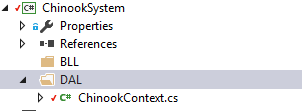 ChinookSystem
Properties
References
BLL
DAL
ChinookContext.cs